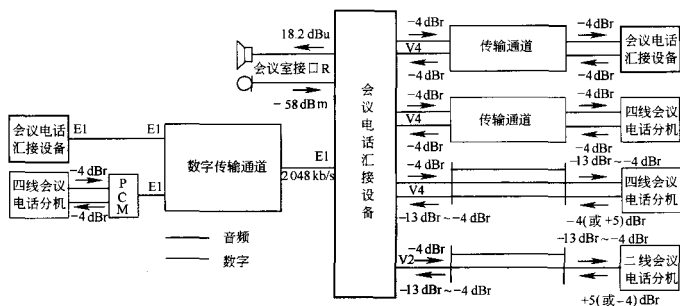 18.2 dBu
会议室接口R
－58 dBm
会议电话汇接设备
E1
E1
四线会议电话分机
－4 dBr
－4 dBr
PCM
E1
数字传输通道
E1
2 048 kb/s
音频
数字
会议电话汇接设备
－4 dBr
V4
－4 dBr
传输通道
－4 dBr
－4 dBr
会议电话汇接设备
－4 dBr
V4
－4 dBr
传输通道
－4 dBr
－4 dBr
四线会议电话分机
－4 dBr
V4
－13 dBr～－4 dBr
－13 dBr～－4 dBr
－4(或＋5) dBr
四线会议电话分机
－4 dBr
V2
－13 dBr～－4 dBr
－13 dBr～－4 dBr
＋5(或－4) dBr
二线会议电话分机